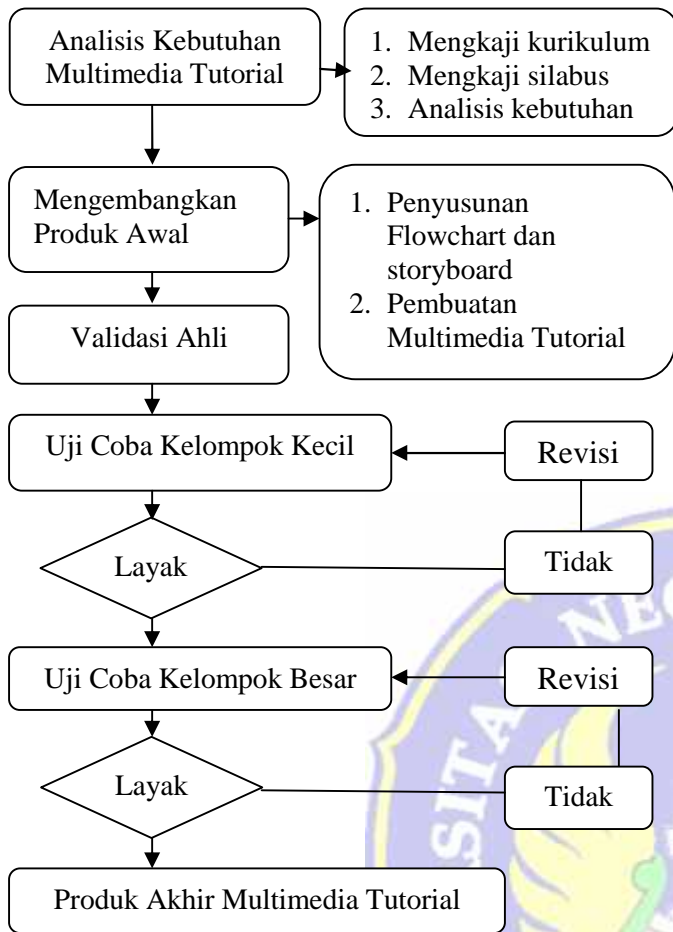 Analisis Kebutuhan
Multimedia Tutorial
1. Mengkaji kurikulum
2. Mengkaji silabus
3. Analisis kebutuhan
Mengembangkan
Produk Awal
1. Penyusunan
Flowchart dan
storyboard
2. Pembuatan
Multimedia Tutorial
Validasi Ahli
Uji Coba Kelompok Kecil
Revisi
Layak
Tidak
Uji Coba Kelompok Besar
Revisi
Layak
Tidak
Produk Akhir Multimedia Tutorial